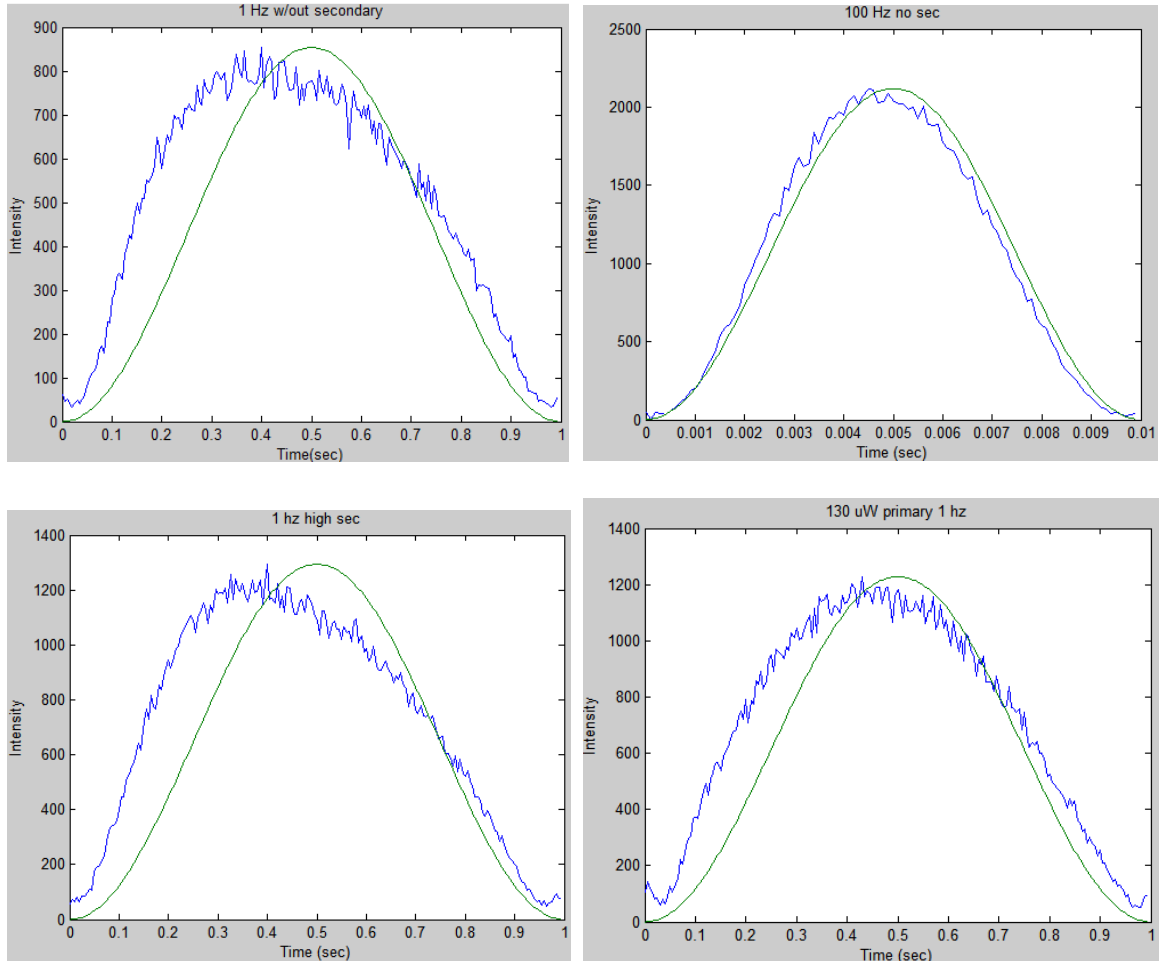 1 Hz w/out secondary
900
800
700
600
500
400
300
200
100
0
Intensity
0 0.1 0.2 0.3 0.4 0.5 0.6 0.7 0.8 0.9 1
Time(sec)
100 Hz no sec
2500
2000
1500
1000
500
0
Intensity
0 0.001 0.002 0.003 0.004 0.005 0.006 0.007 0.008 0.009 0.01
Time (sec)
1 hz high sec
1400
1200
1000
800
600
400
200
0
Intensity
0 0.1 0.2 0.3 0.4 0.5 0.6 0.7 0.8 0.9 1
Time (sec)
130 uW primary 1 hz
1400
1200
1000
800
600
400
200
0
Intensity
0 0.1 0.2 0.3 0.4 0.5 0.6 0.7 0.8 0.9 1
Time (sec)